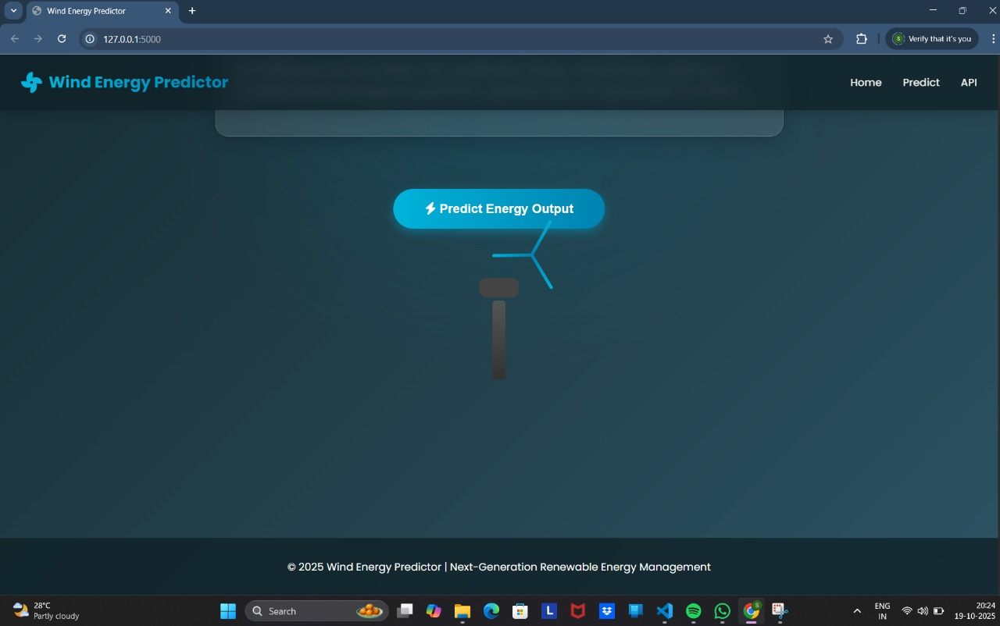 Wind Energy Predictor
127.0.0.1:5000
S
Verify that it's you
Wind Energy Predictor
Home
Predict
API
Predict Energy Output
© 2025 Wind Energy Predictor | Next-Generation Renewable Energy Management
28°C
Partly cloudy
Search
L
S
ENG
IN
20:24
19-10-2025